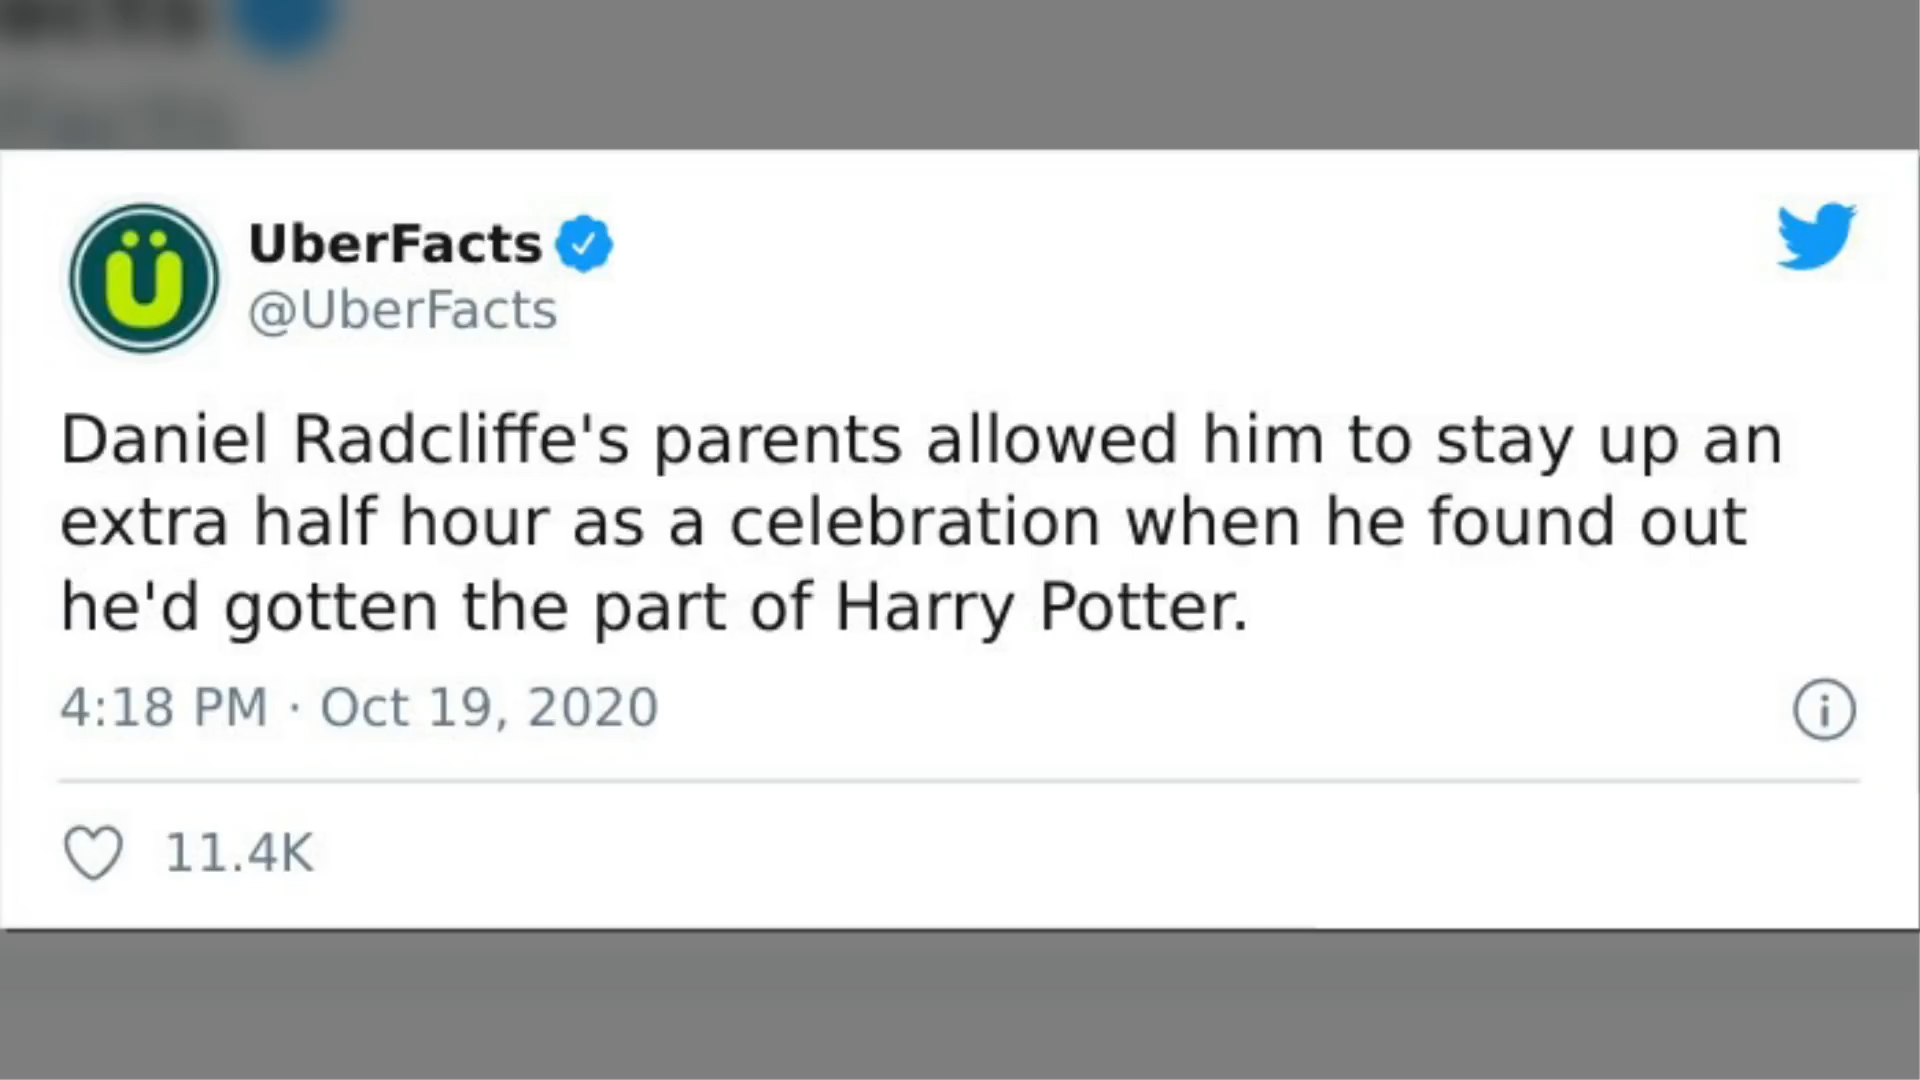 UberFacts
@UberFacts
Daniel Radcliffe's parents allowed him to stay up an
extra half hour as a celebration when he found out
he'd gotten the part of Harry Potter.
4:18 PM · Oct 19, 2020
11.4K